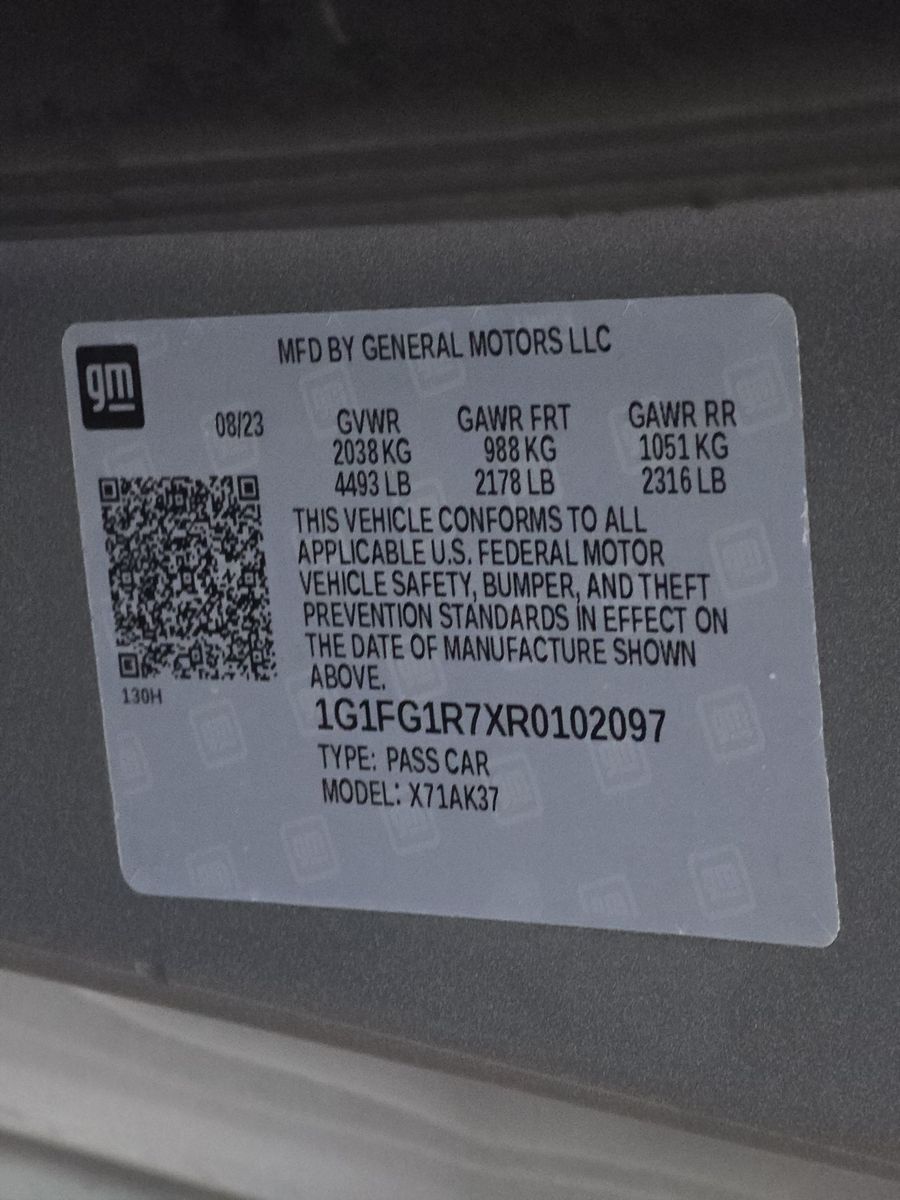 gm
MFD BY GENERAL MOTORS LLC
08/23 GVWR GAWR FRT GAWR RR
2038 KG 988 KG 1051 KG
4493 LB 2178 LB 2316 LB
THIS VEHICLE CONFORMS TO ALL
APPLICABLE U.S. FEDERAL MOTOR
VEHICLE SAFETY, BUMPER, AND THEFT
PREVENTION STANDARDS IN EFFECT ON
THE DATE OF MANUFACTURE SHOWN
ABOVE.
130H
1G1FG1R7XR0102097
TYPE: PASS CAR
MODEL: X71AK37